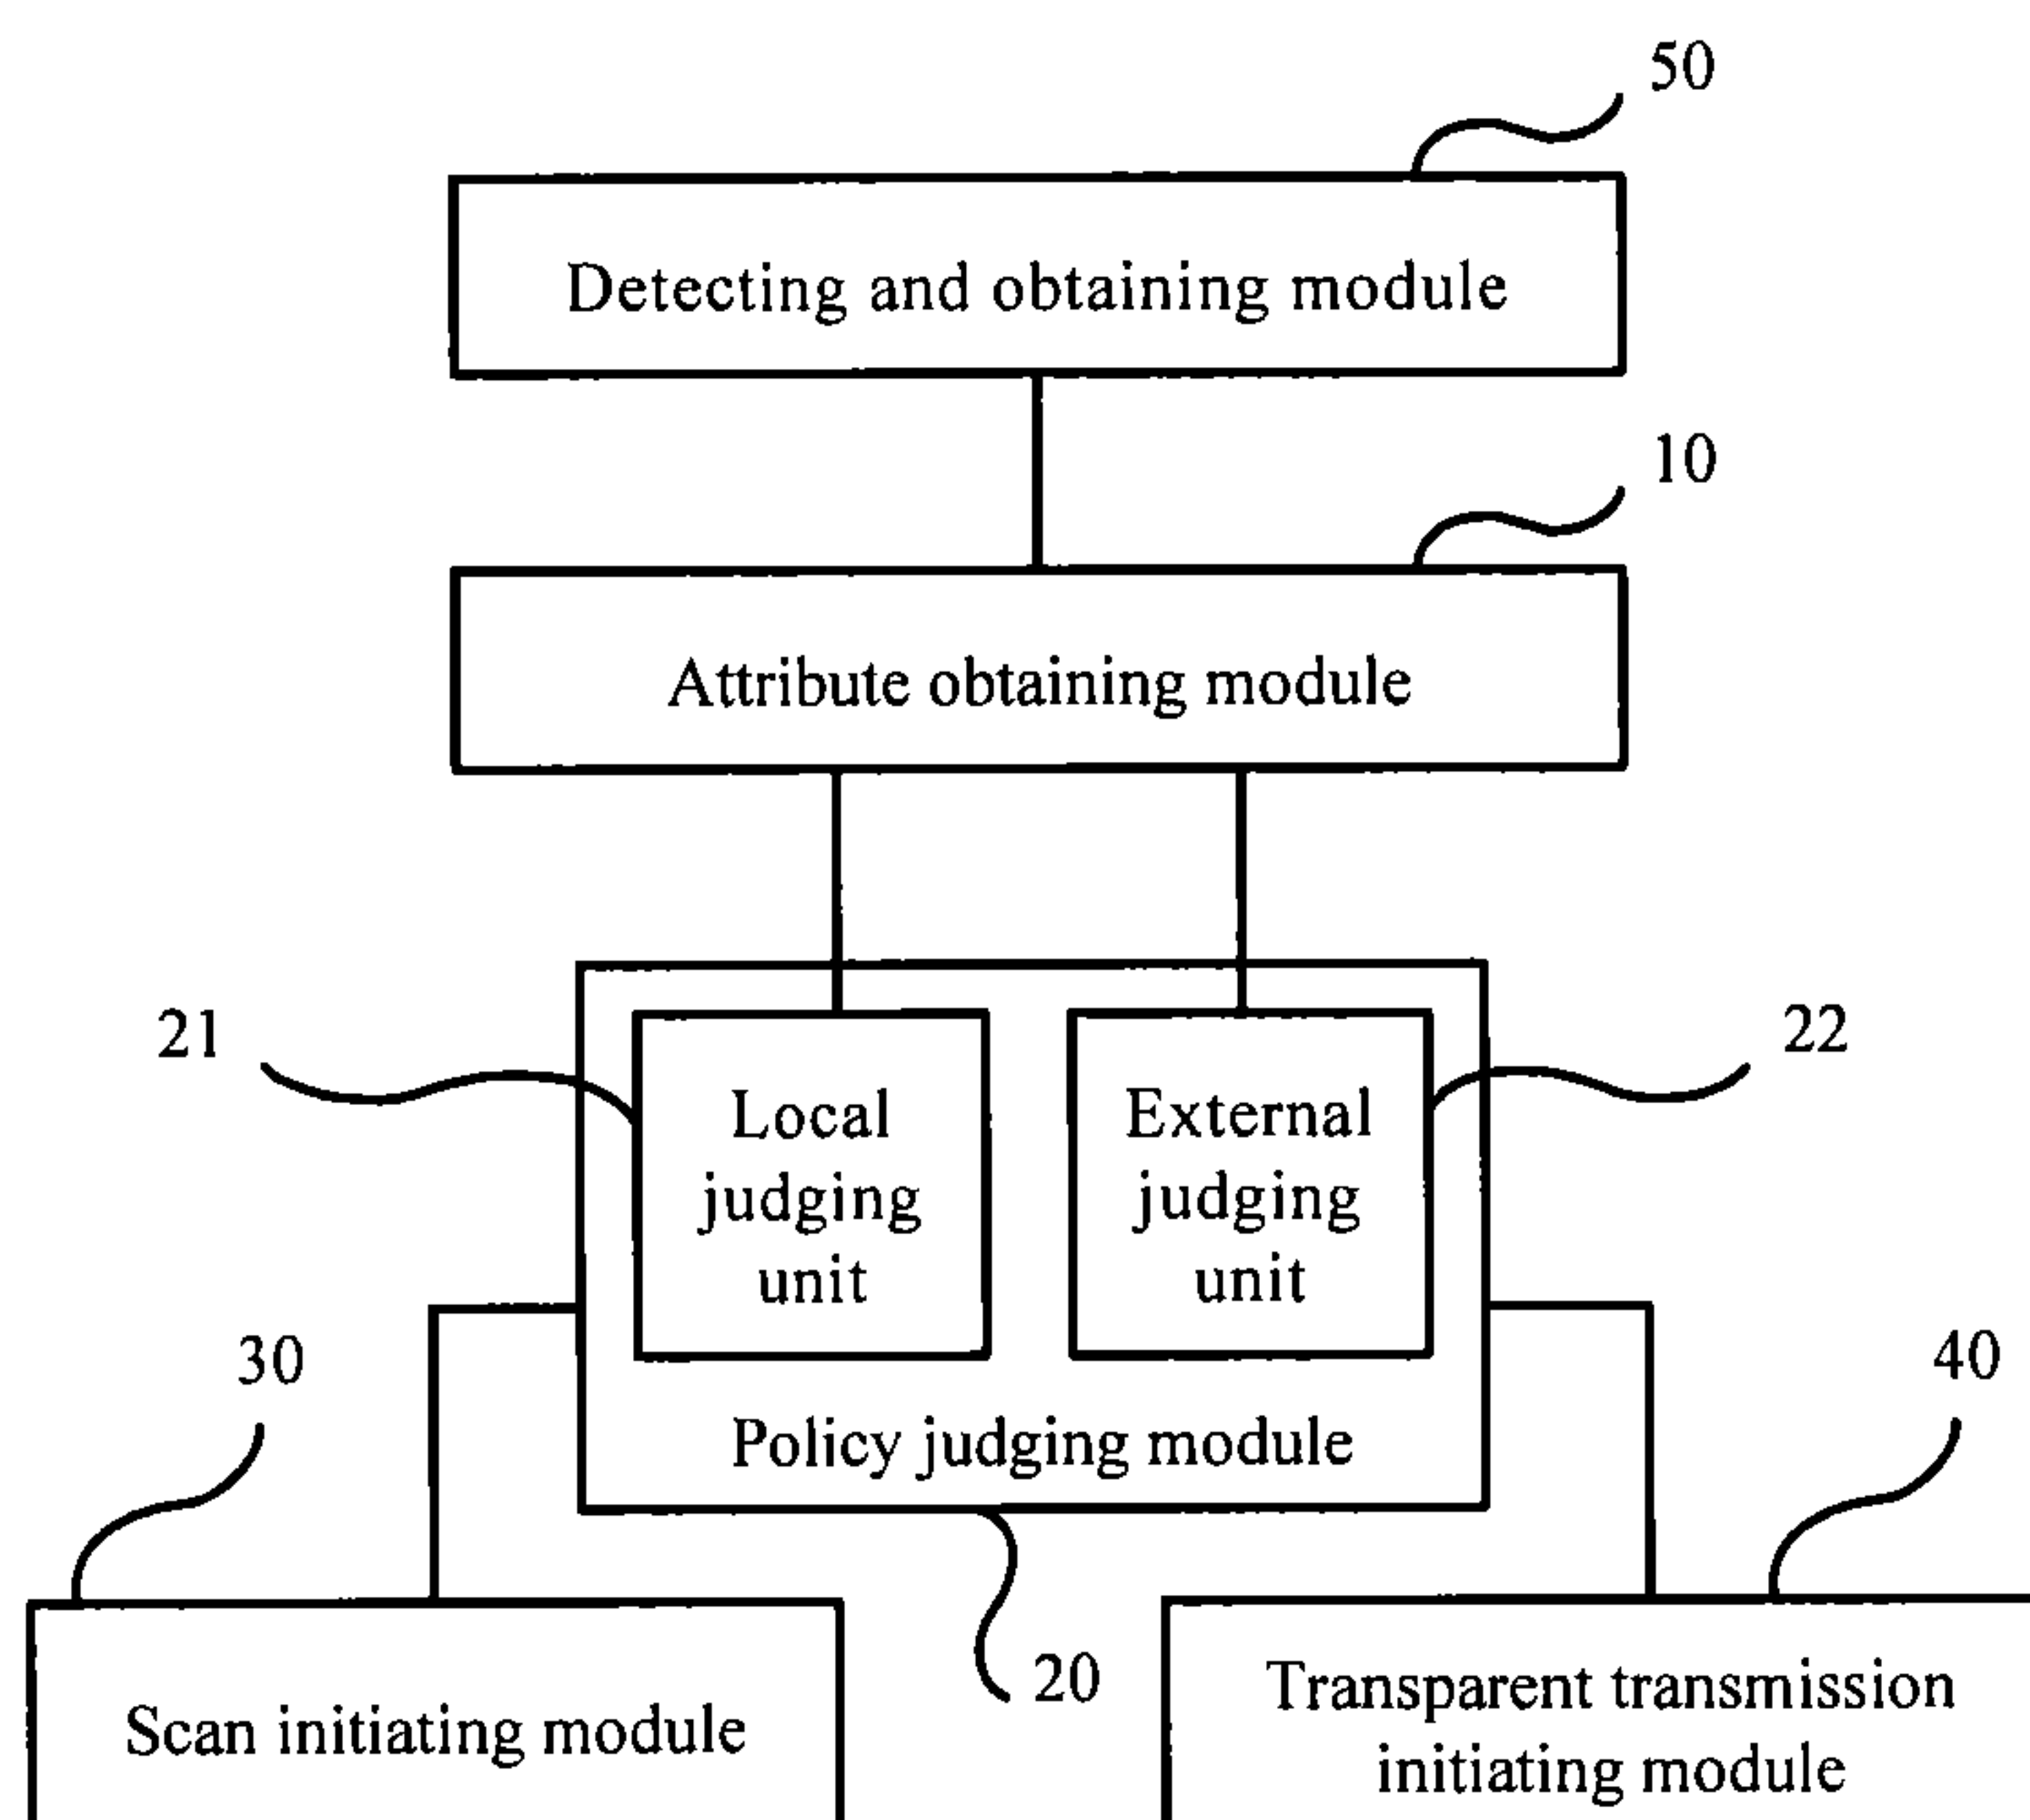 50
Detecting and obtaining module
10
Attribute obtaining module
21
22
Local
judging
unit
External
judging
unit
30
40
Policy judging module
20
Scan initiating module
Transparent transmission
initiating module